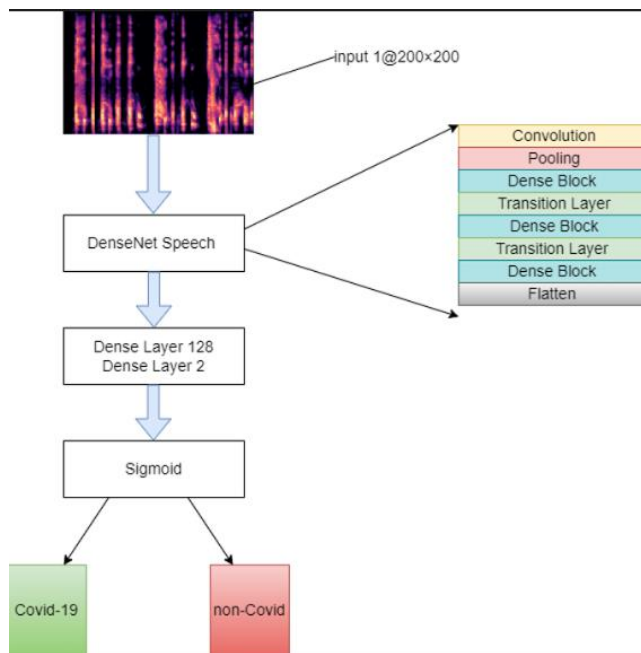 input 1@200×200
Convolution
Pooling
Dense Block
Transition Layer
Dense Block
Transition Layer
Dense Block
Flatten
DenseNet Speech
Dense Layer 128
Dense Layer 2
Sigmoid
Covid-19
non-Covid